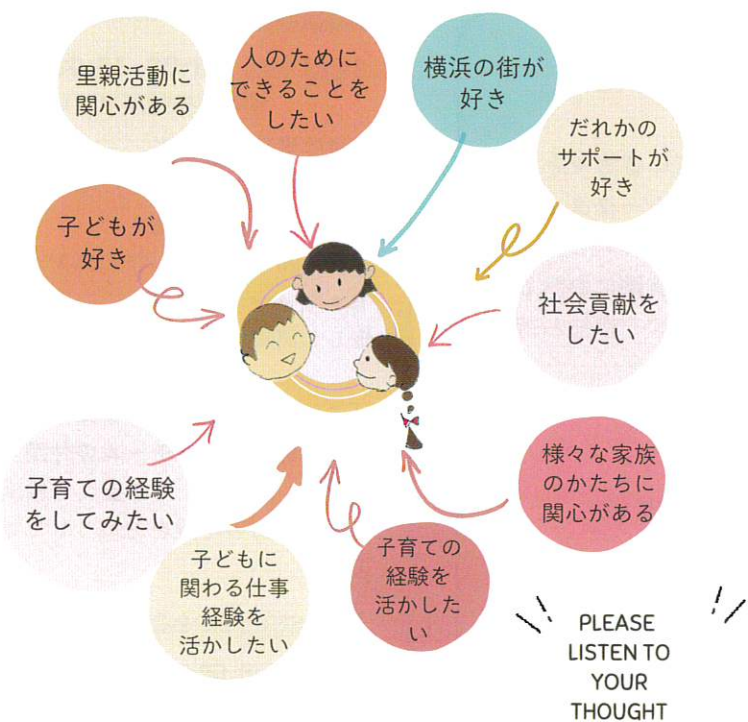 里親活動に
関心がある
人のために
できることを
したい
横浜の街が
好き
だれかの
サポートが
好き
子どもが
好き
社会貢献を
したい
子育ての経験
をしてみたい
様々な家族
のかたちに
関心がある
子どもに
関わる仕事
経験を
活かしたい
子育ての
経験を
活かした
い
PLEASE
LISTEN TO
YOUR
THOUGHT